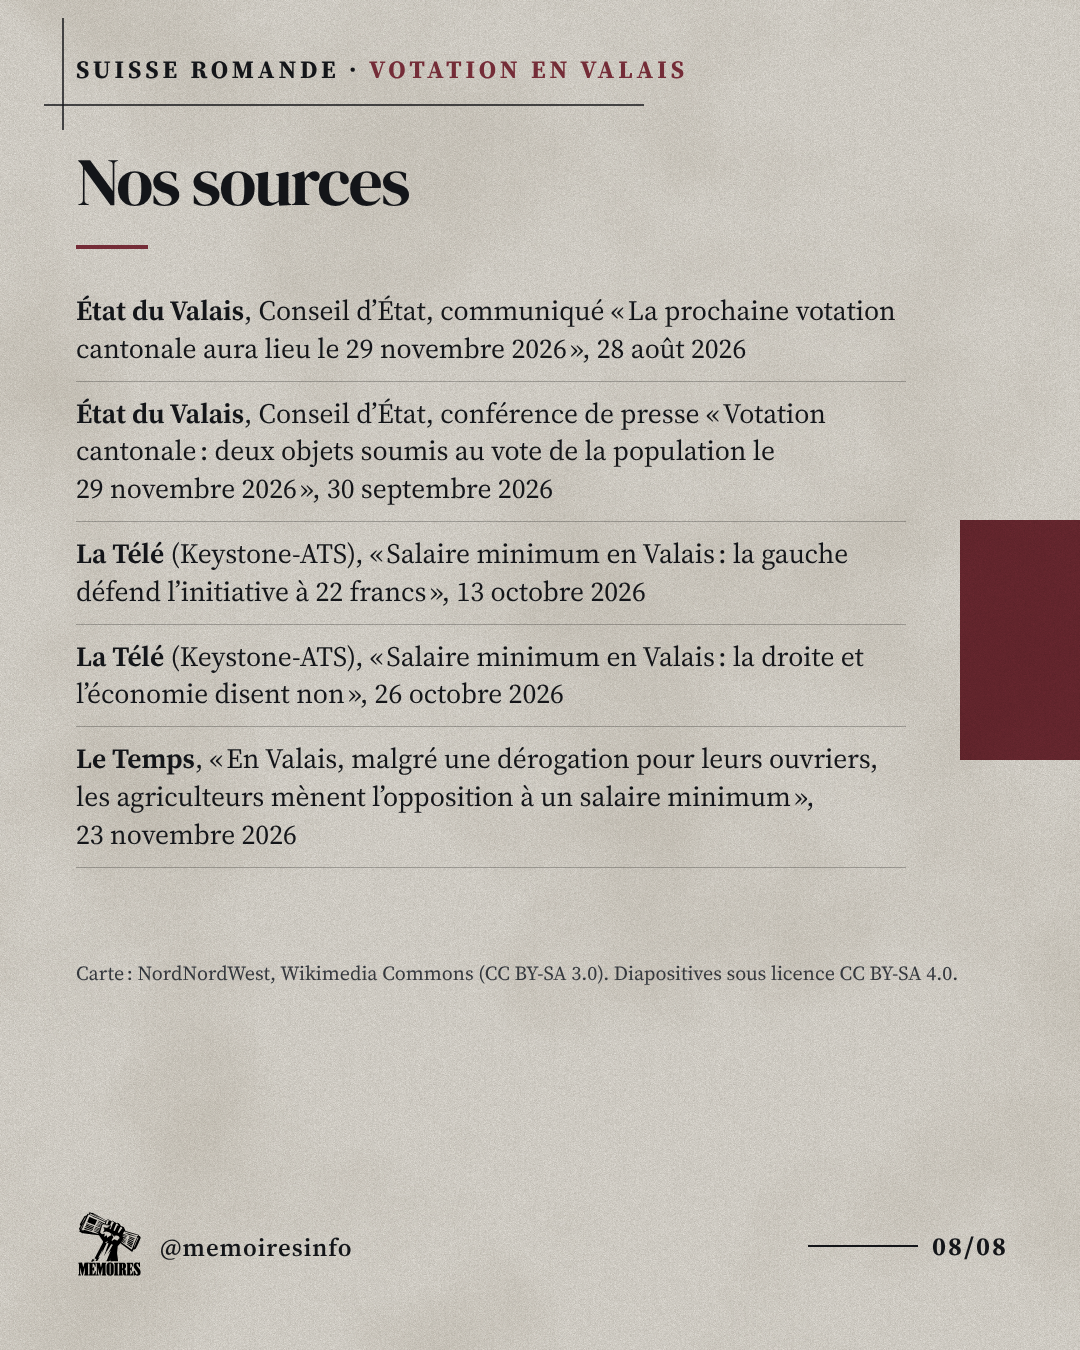 SUISSE ROMANDE · VOTATION EN VALAIS
Nos sources
État du Valais, Conseil d’État, communiqué « La prochaine votation
cantonale aura lieu le 29 novembre 2026 », 28 août 2026
État du Valais, Conseil d’État, conférence de presse « Votation
cantonale : deux objets soumis au vote de la population le
29 novembre 2026 », 30 septembre 2026
La Télé (Keystone-ATS), « Salaire minimum en Valais : la gauche
défend l’initiative à 22 francs », 13 octobre 2026
La Télé (Keystone-ATS), « Salaire minimum en Valais : la droite et
l’économie disent non », 26 octobre 2026
Le Temps, « En Valais, malgré une dérogation pour leurs ouvriers,
les agriculteurs mènent l’opposition à un salaire minimum »,
23 novembre 2026
Carte : NordNordWest, Wikimedia Commons (CC BY-SA 3.0). Diapositives sous licence CC BY-SA 4.0.
MÉMOIRES
@memoiresinfo
08/08